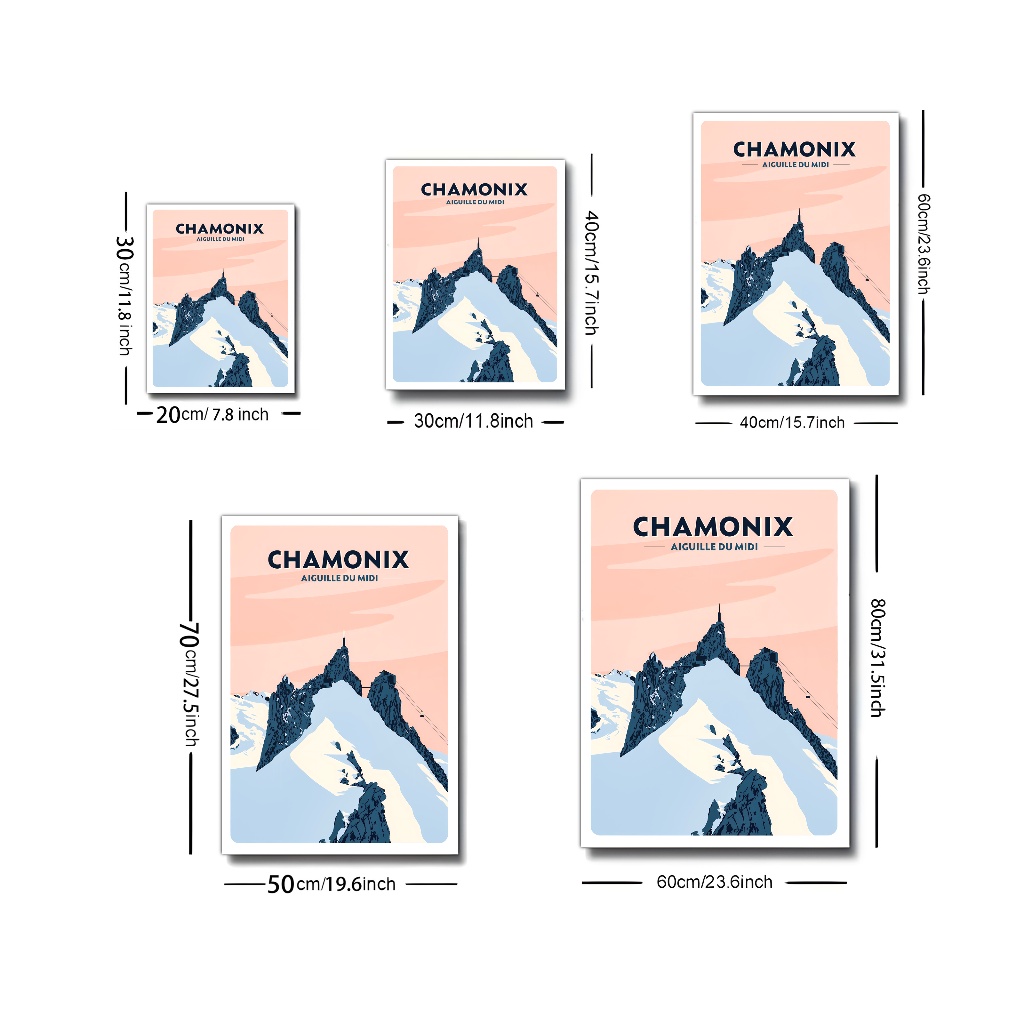 CHAMONIX
AIGUILLE DU MIDI
30cm/11.8 inch
20cm/ 7.8 inch
CHAMONIX
AIGUILLE DU MIDI
40cm/15.7inch
30cm/11.8inch
CHAMONIX
AIGUILLE DU MIDI
60cm/23.6inch
40cm/15.7inch
CHAMONIX
AIGUILLE DU MIDI
70cm/27.5inch
50cm/19.6inch
CHAMONIX
AIGUILLE DU MIDI
80cm/31.5inch
60cm/23.6inch